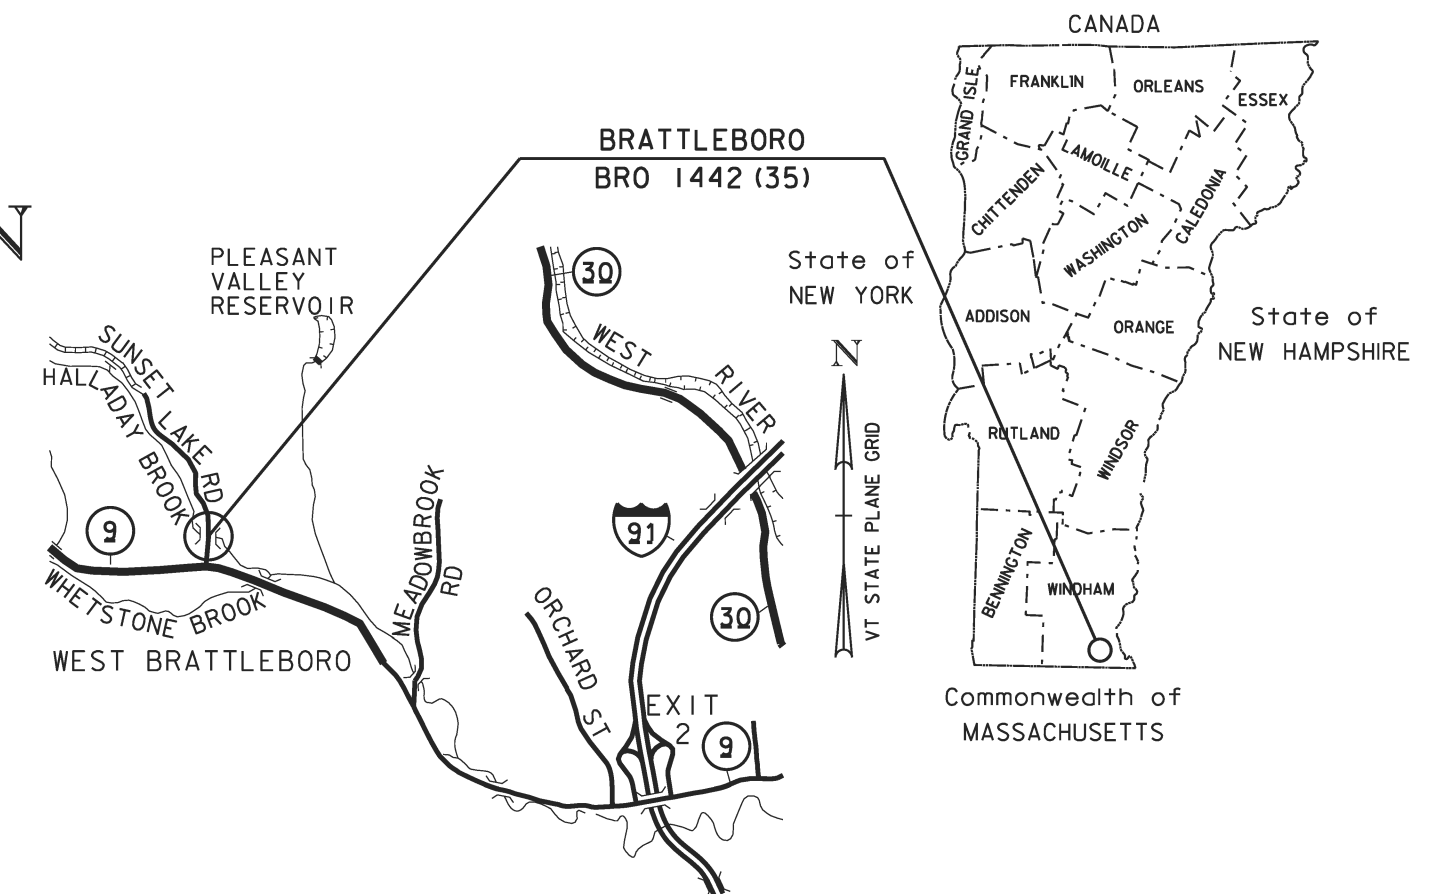 CANADA
FRANKLIN
ORLEANS
ESSEX
GRAND ISLE
LAMOILLE
CHITTENDEN
CALEDONIA
WASHINGTON
ADDISON
ORANGE
RUTLAND
WINDSOR
BENNINGTON
WINDHAM
State of
NEW YORK
State of
NEW HAMPSHIRE
Commonwealth of
MASSACHUSETTS
BRATTLEBORO
BRO 1442 (35)
N
PLEASANT
VALLEY
RESERVOIR
SUNSET LAKE RD
HALLADAY BROOK
9
WHETSTONE BROOK
WEST BRATTLEBORO
MEADOWBROOK
RD
ORCHARD ST
30
WEST RIVER
91
30
EXIT
2
9
N
VT STATE PLANE GRID